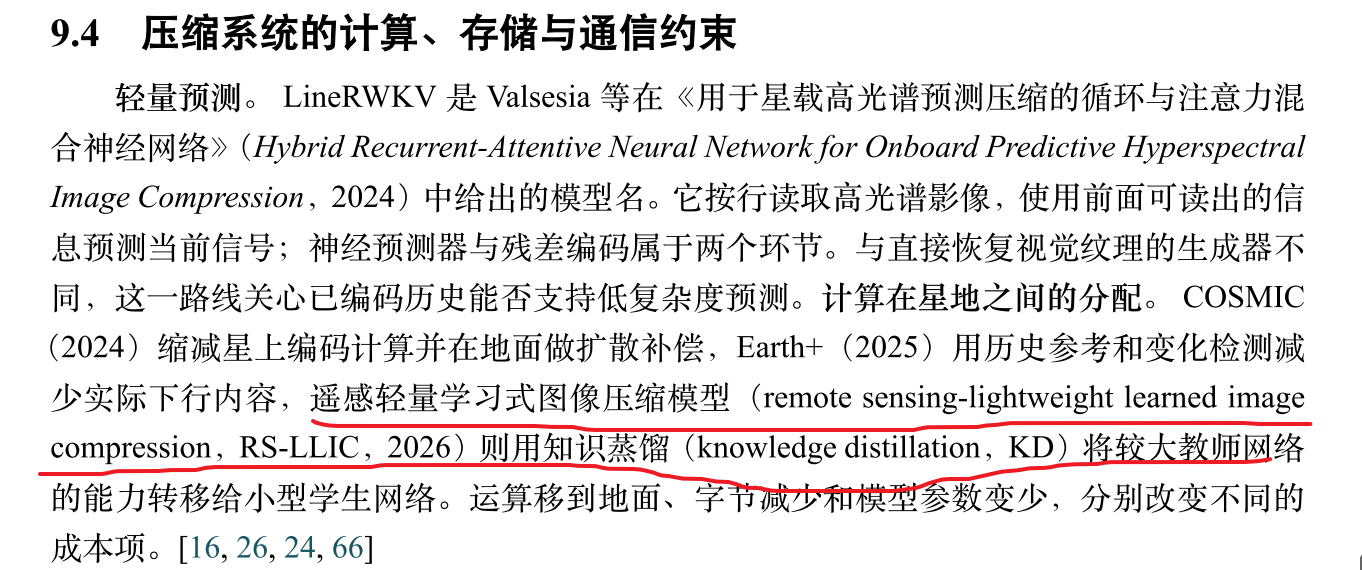 9.4 压缩系统的计算、存储与通信约束
轻量预测。 LineRWKV 是 Valsesia 等在《用于星载高光谱预测压缩的循环与注意力混
合神经网络》（Hybrid Recurrent-Attentive Neural Network for Onboard Predictive Hyperspectral
Image Compression，2024）中给出的模型名。它按行读取高光谱影像，使用前面可读出的信
息预测当前信号；神经预测器与残差编码属于两个环节。与直接恢复视觉纹理的生成器不
同，这一路线关心已编码历史能否支持低复杂度预测。计算在星地之间的分配。 COSMIC
（2024）缩减星上编码计算并在地面做扩散补偿，Earth+（2025）用历史参考和变化检测减
少实际下行内容，遥感轻量学习式图像压缩模型（remote sensing-lightweight learned image
compression，RS-LLIC，2026）则用知识蒸馏（knowledge distillation，KD）将较大教师网络
的能力转移给小型学生网络。运算移到地面、字节减少和模型参数变少，分别改变不同的
成本项。[16, 26, 24, 66]